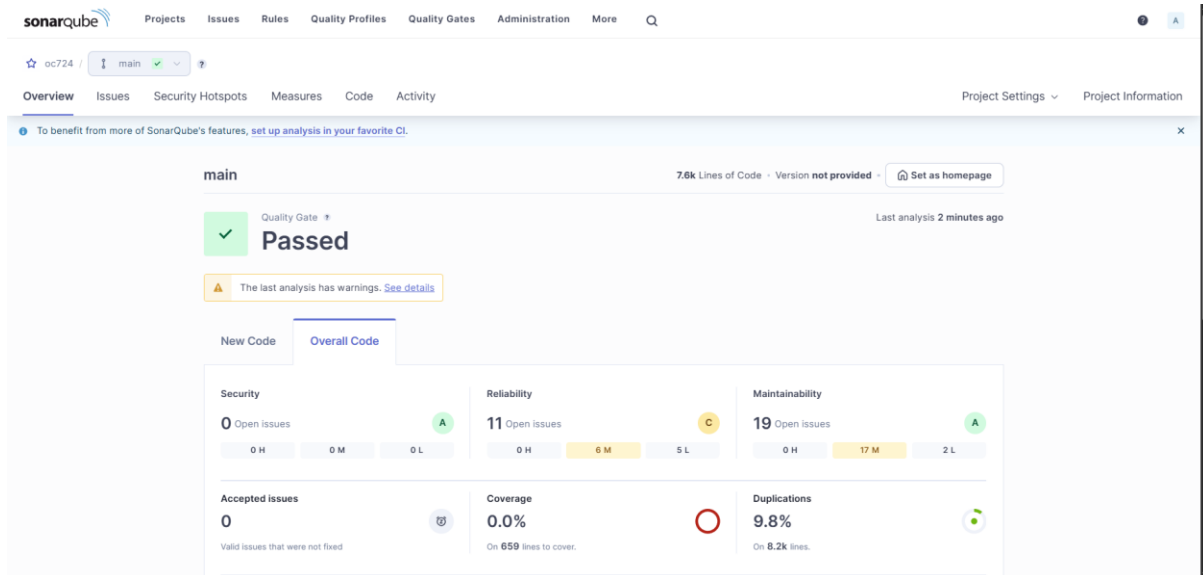 sonarqube Projects Issues Rules Quality Profiles Quality Gates Administration More ? A
oc724 / main ?
Overview Issues Security Hotspots Measures Code Activity Project Settings Project Information
To benefit from more of SonarQube's features, set up analysis in your favorite CI.
main 7.6k Lines of Code · Version not provided · Set as homepage
Quality Gate ? Last analysis 2 minutes ago
Passed
The last analysis has warnings. See details
New Code Overall Code
Security Reliability Maintainability
0 Open issues A 11 Open issues C 19 Open issues A
0 H 0 M 0 L 0 H 6 M 5 L 0 H 17 M 2 L
Accepted issues Coverage Duplications
0 0.0% 9.8%
Valid issues that were not fixed On 659 lines to cover. On 8.2k lines.